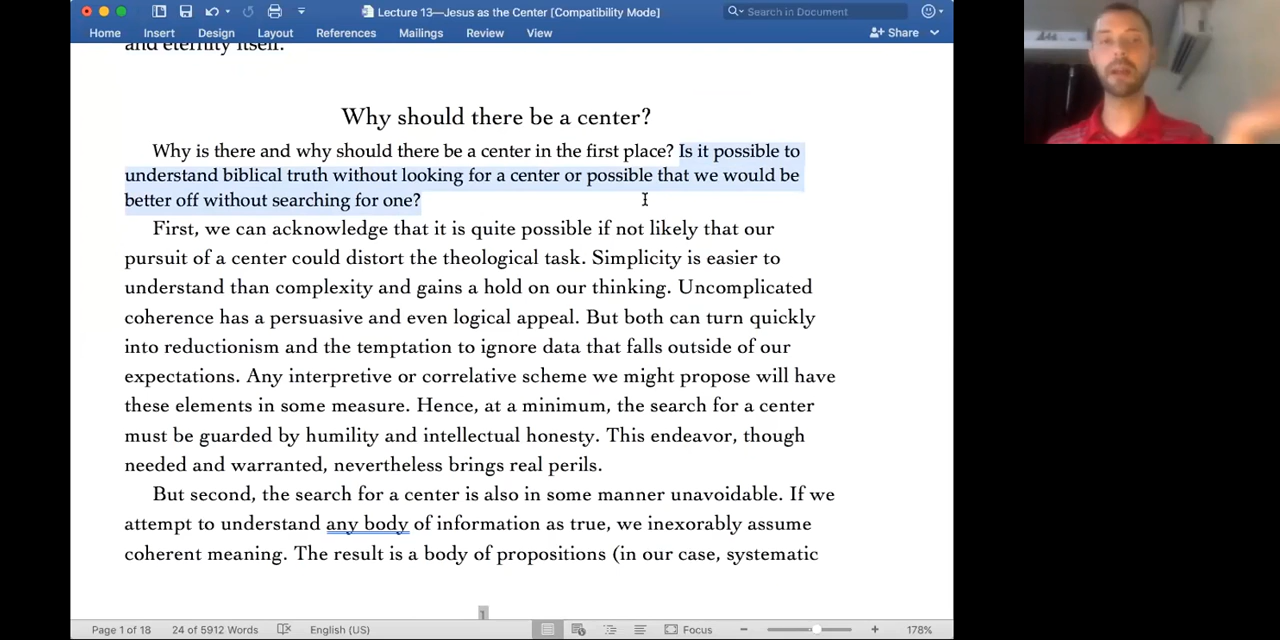 Lecture 13—Jesus as the Center [Compatibility Mode]
Search in Document
Home Insert Design Layout References Mailings Review View
Share
and eternity itself.
Why should there be a center?
Why is there and why should there be a center in the first place? Is it possible to
understand biblical truth without looking for a center or possible that we would be
better off without searching for one?
First, we can acknowledge that it is quite possible if not likely that our
pursuit of a center could distort the theological task. Simplicity is easier to
understand than complexity and gains a hold on our thinking. Uncomplicated
coherence has a persuasive and even logical appeal. But both can turn quickly
into reductionism and the temptation to ignore data that falls outside of our
expectations. Any interpretive or correlative scheme we might propose will have
these elements in some measure. Hence, at a minimum, the search for a center
must be guarded by humility and intellectual honesty. This endeavor, though
needed and warranted, nevertheless brings real perils.
But second, the search for a center is also in some manner unavoidable. If we
attempt to understand any body of information as true, we inexorably assume
coherent meaning. The result is a body of propositions (in our case, systematic
1
Page 1 of 18 24 of 5912 Words English (US) Focus 178%